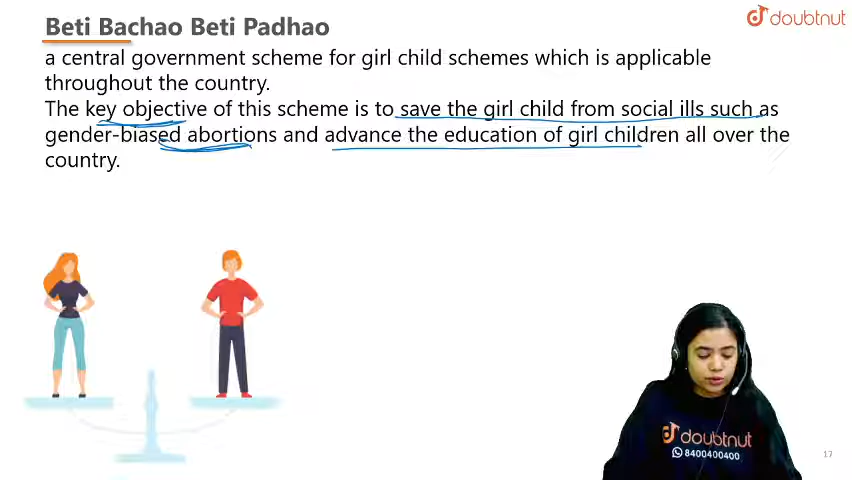 Beti Bachao Beti Padhao
doubtnut
a central government scheme for girl child schemes which is applicable
throughout the country.
The key objective of this scheme is to save the girl child from social ills such as
gender-biased abortions and advance the education of girl children all over the
country.
doubtnut
8400400400
17